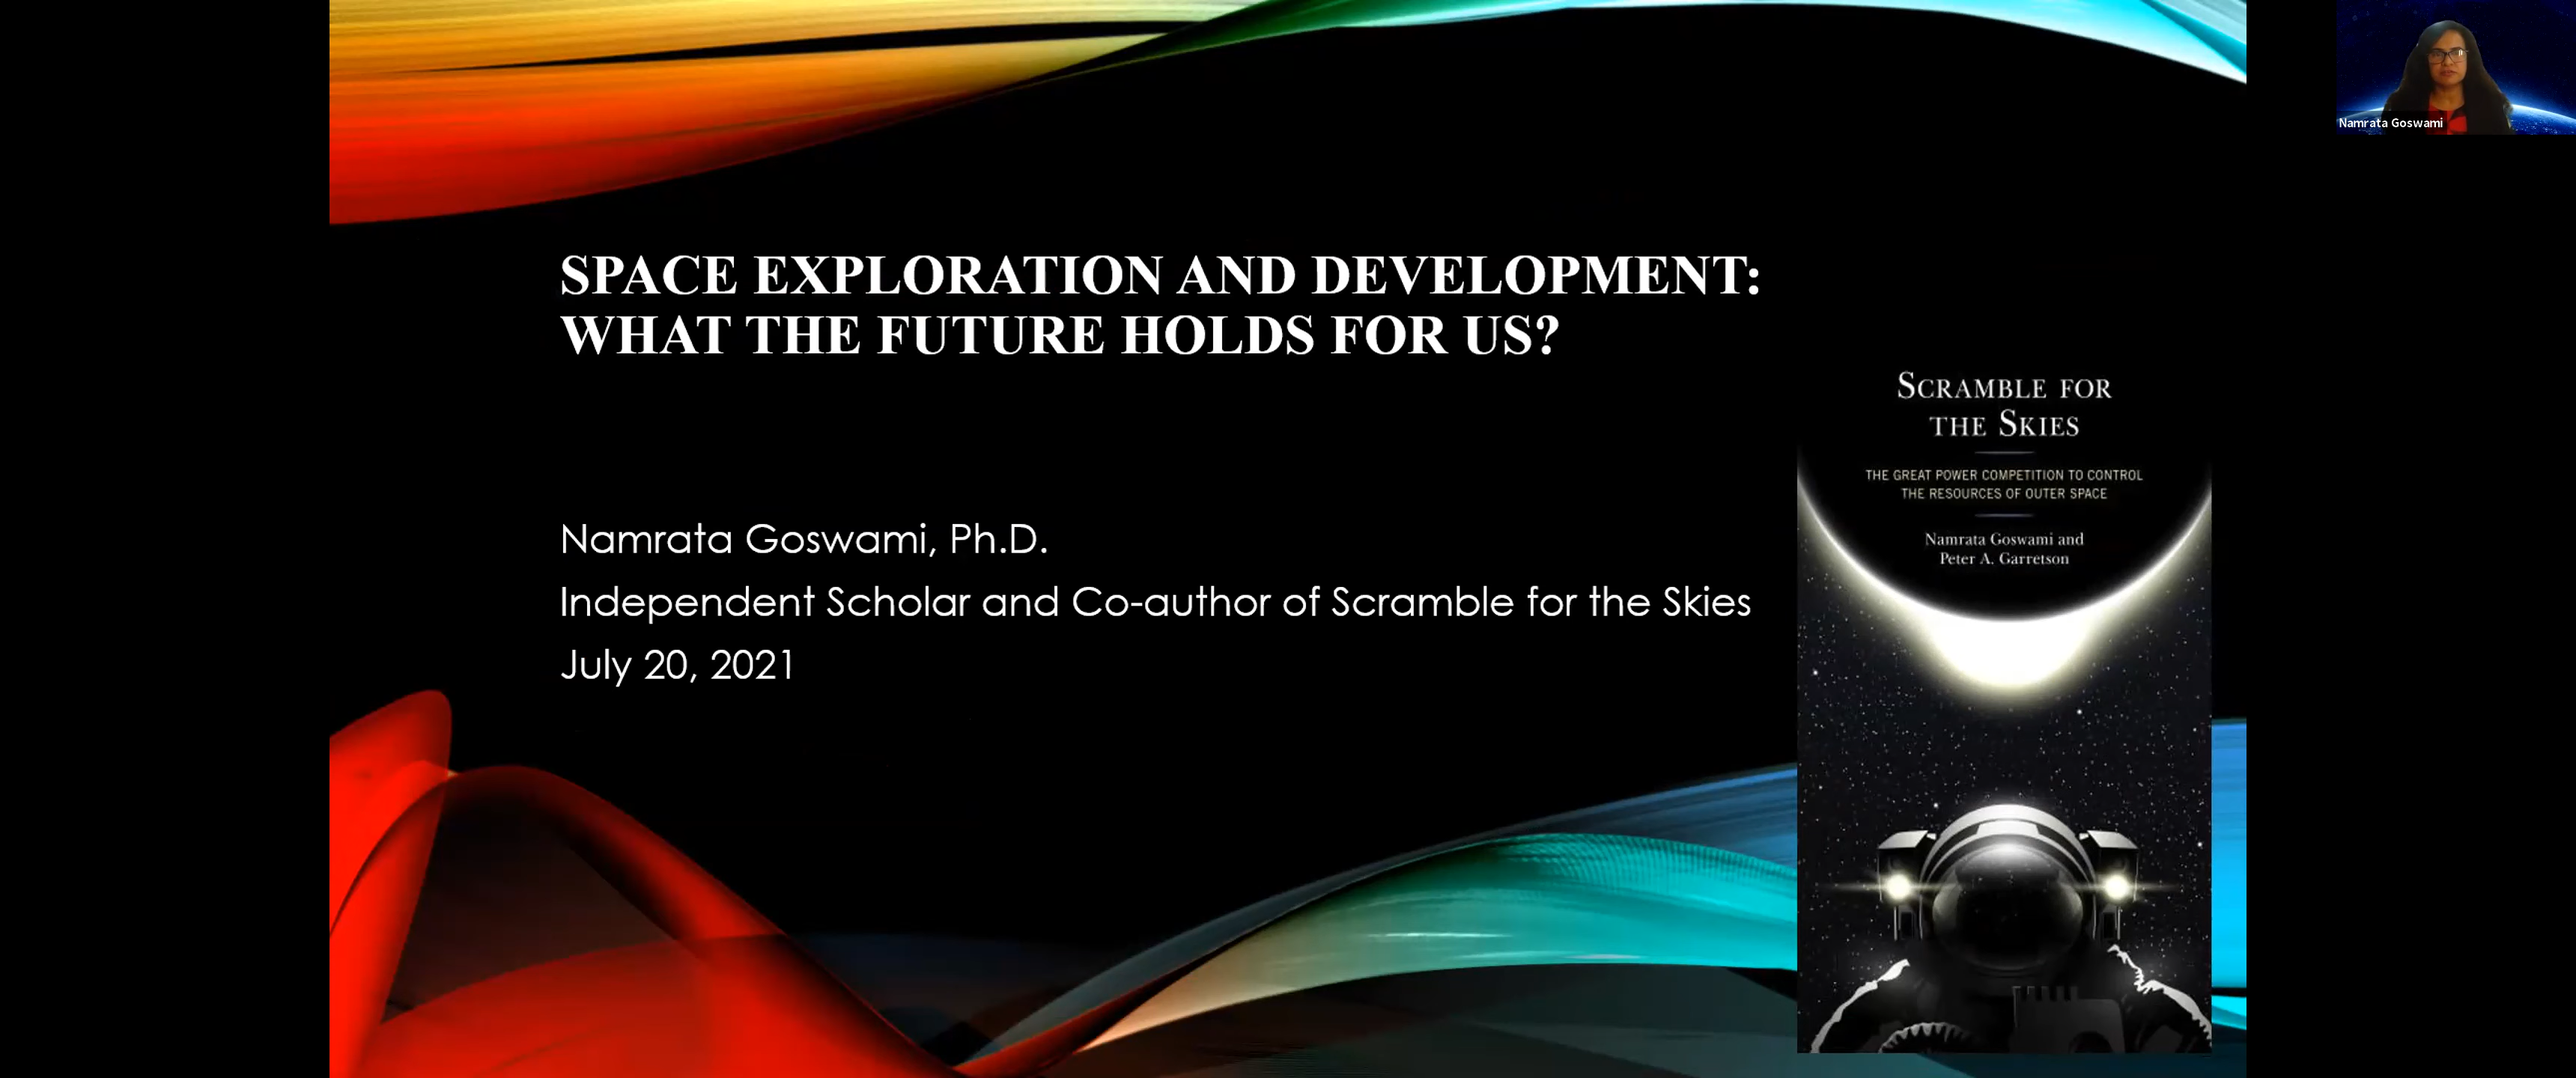 SPACE EXPLORATION AND DEVELOPMENT:
WHAT THE FUTURE HOLDS FOR US?
Namrata Goswami, Ph.D.
Independent Scholar and Co-author of Scramble for the Skies
July 20, 2021
SCRAMBLE FOR
THE SKIES
THE GREAT POWER COMPETITION TO CONTROL
THE RESOURCES OF OUTER SPACE
Namrata Goswami and
Peter A. Garretson
Namrata Goswami